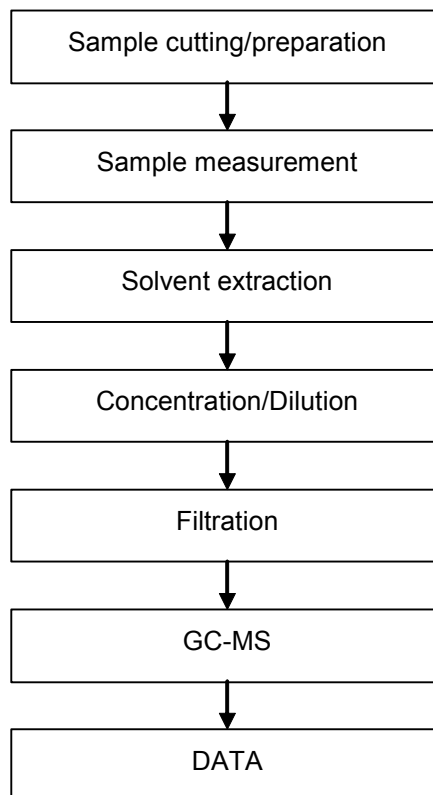 Sample cutting/preparation
Sample measurement
Solvent extraction
Concentration/Dilution
Filtration
GC-MS
DATA